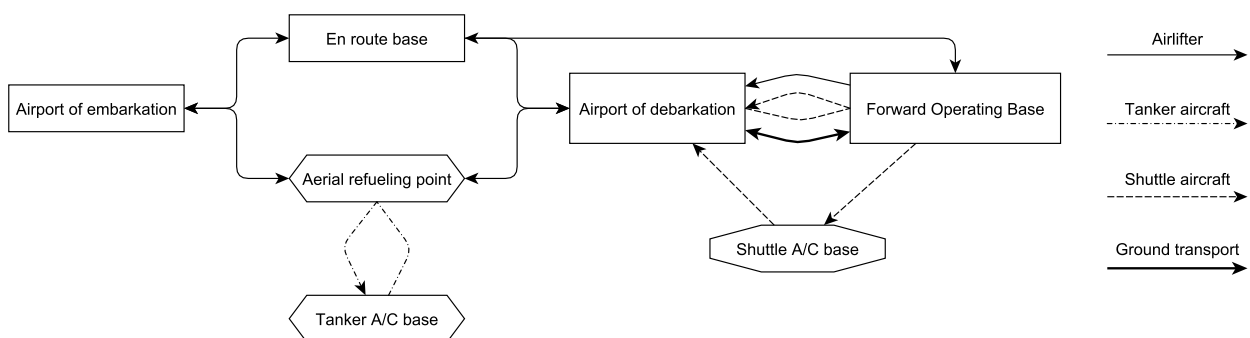 En route base
Airport of embarkation
Airport of debarkation
Forward Operating Base
Aerial refueling point
Shuttle A/C base
Tanker A/C base
Airlifter
Tanker aircraft
Shuttle aircraft
Ground transport